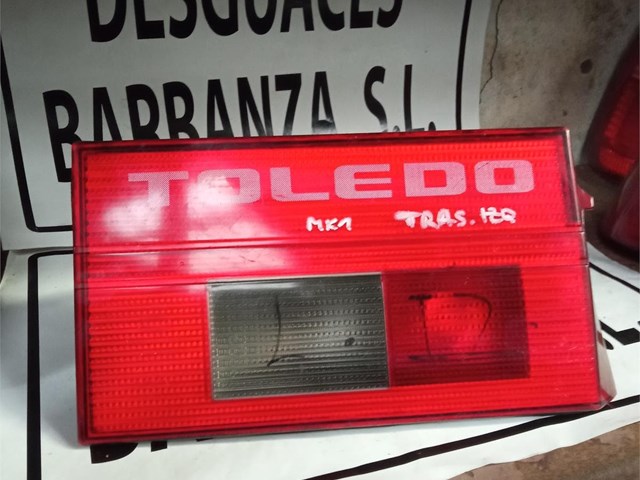 DESGUACES
BARRANZA S.L.
TOLEDO
MK1 TRAS. IZQ
I. D